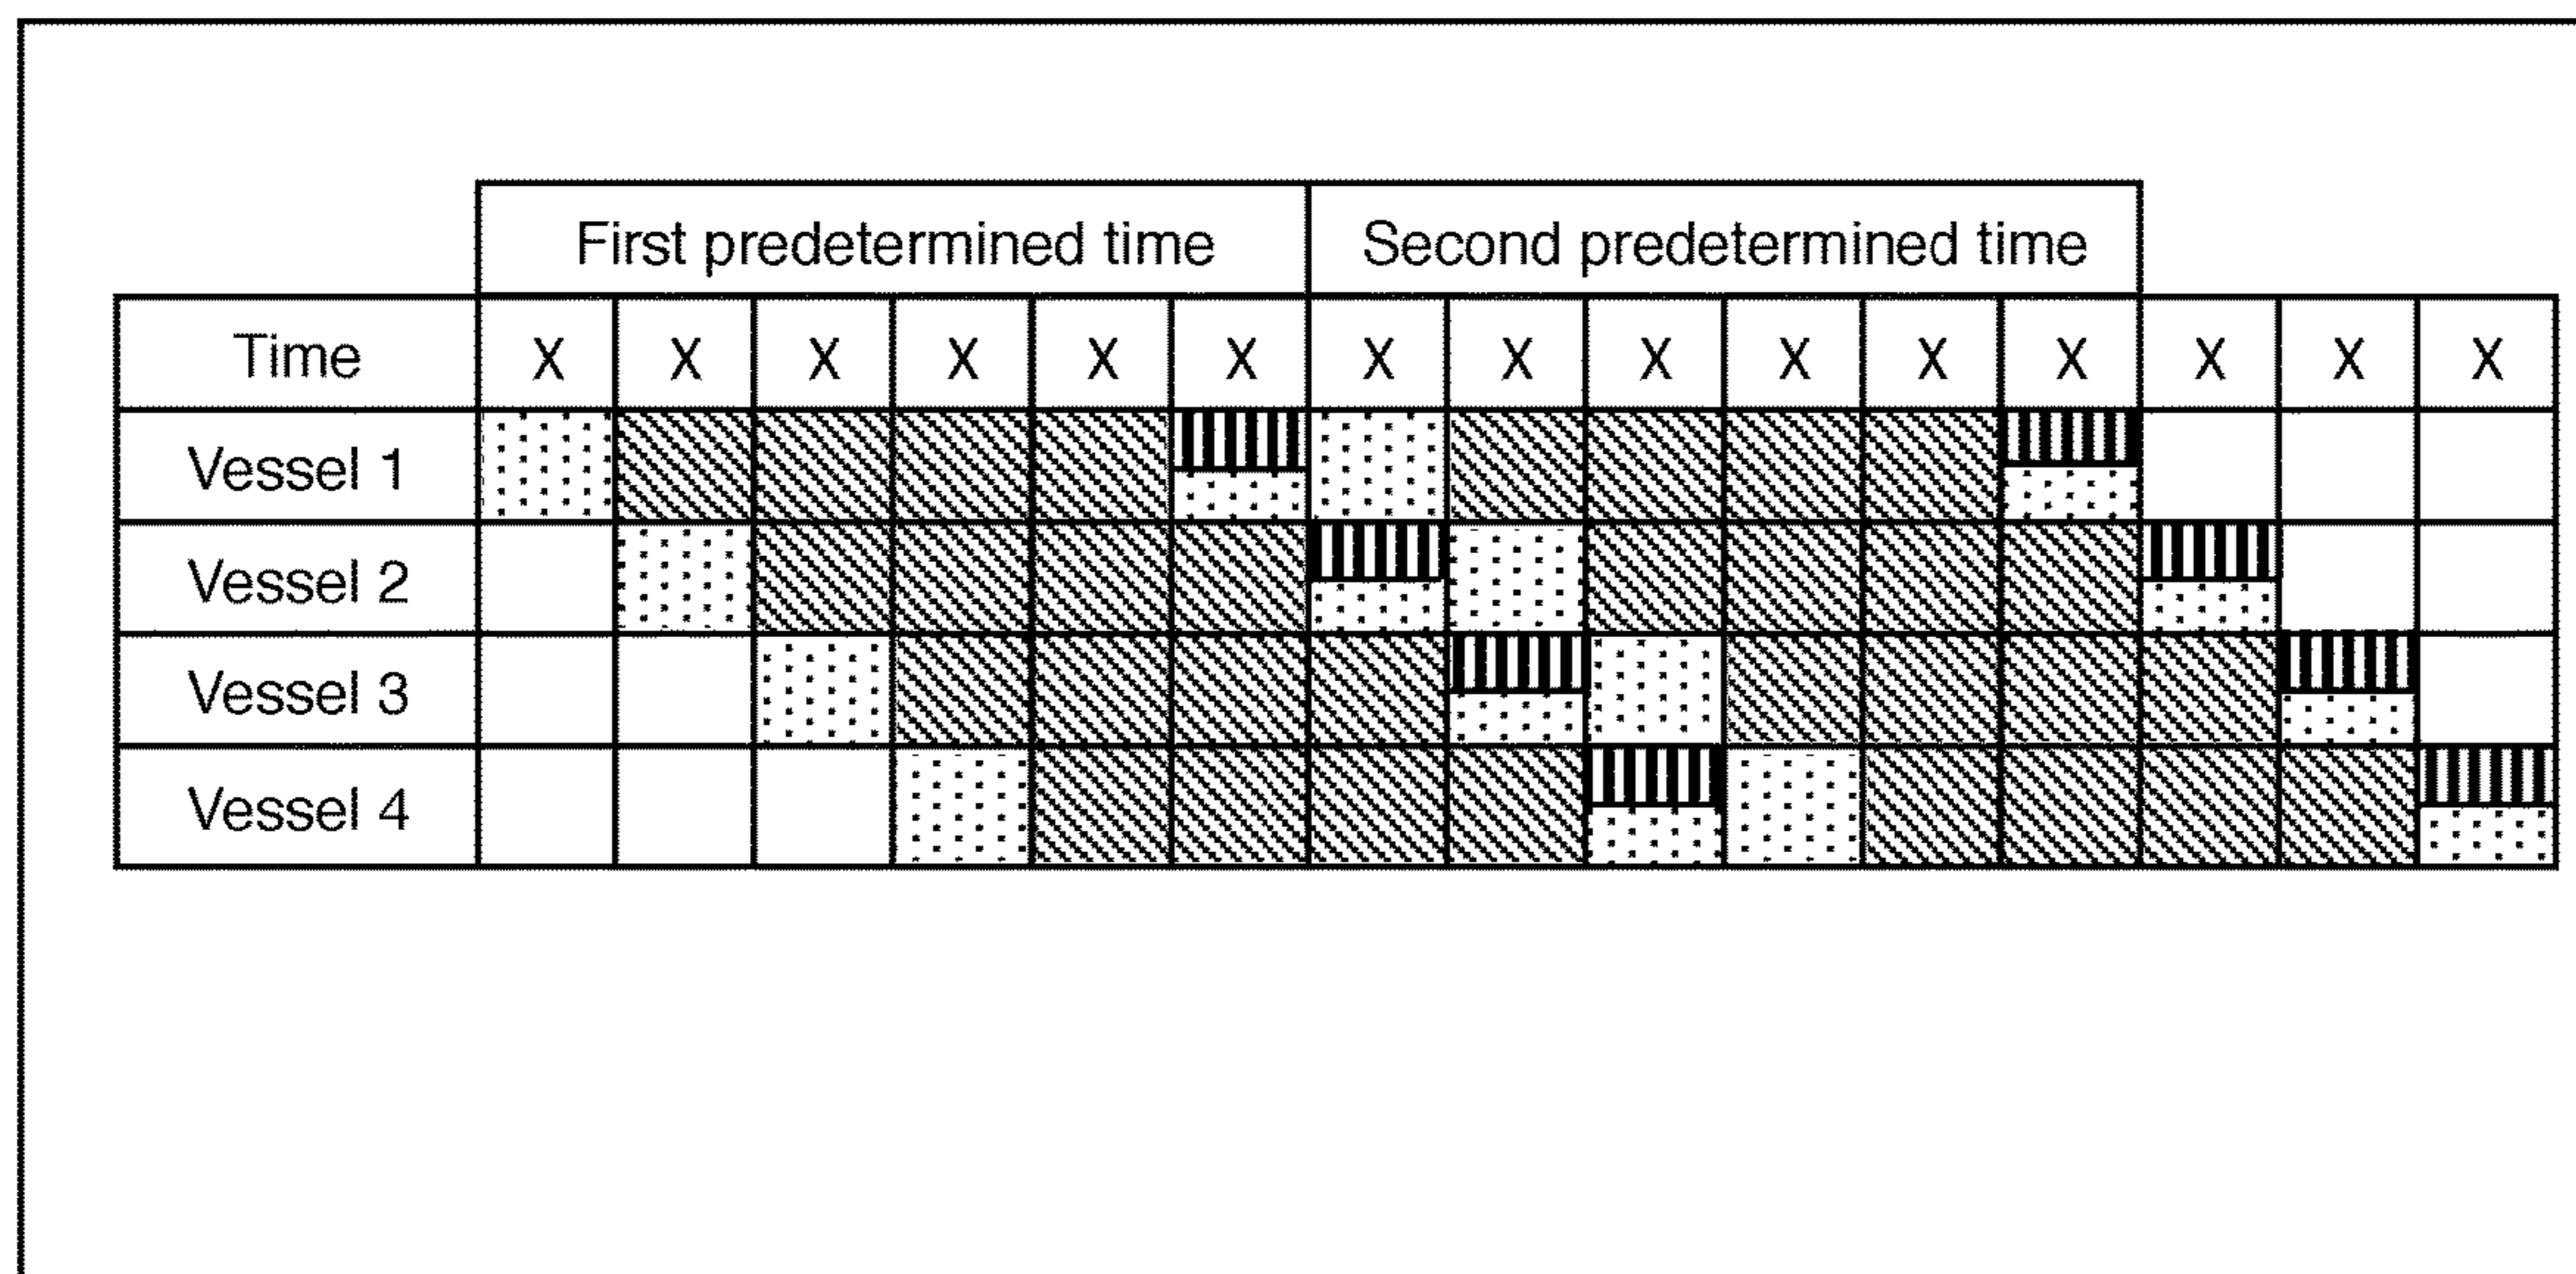 First predetermined time Second predetermined time
Time X X X X X X X X X X X X X X X
Vessel 1
Vessel 2
Vessel 3
Vessel 4